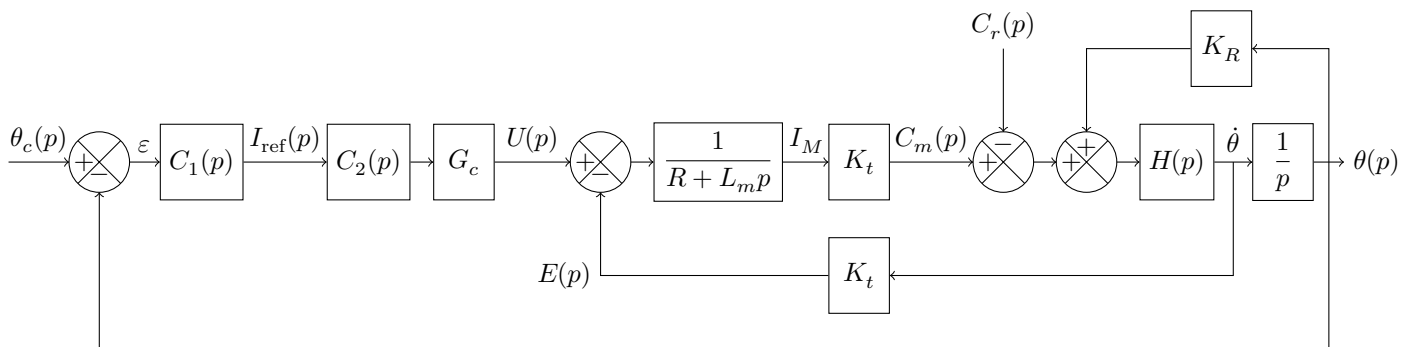 C_r(p)
K_R
θ_c(p)
+
−
ε
C_1(p)
I_ref(p)
C_2(p)
G_c
U(p)
+
−
1
R + L_m p
I_M
K_t
C_m(p)
−
+
+
+
H(p)
θ̇
1
p
θ(p)
E(p)
K_t